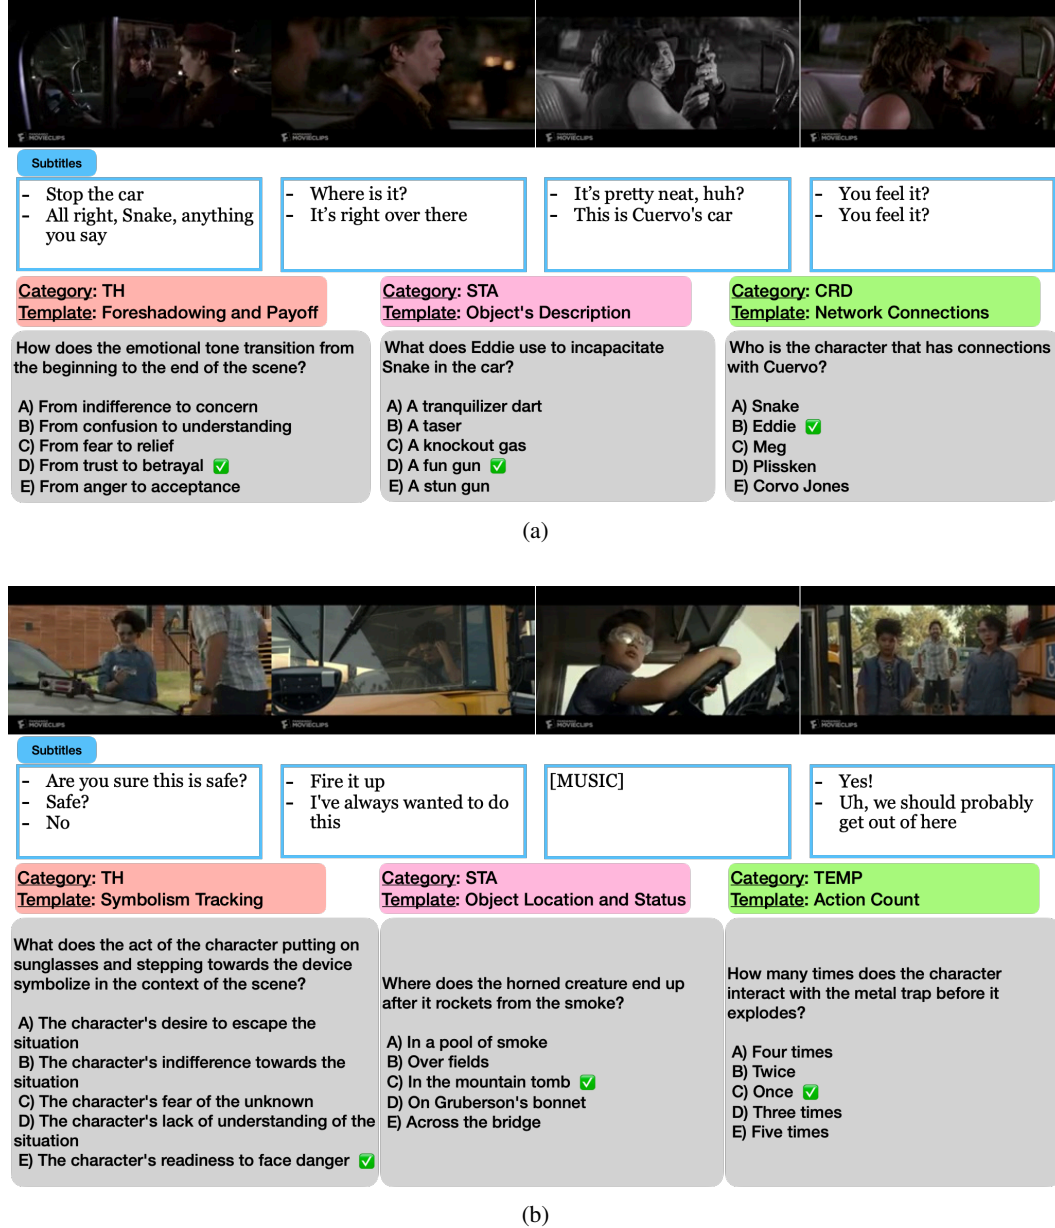 MOVIECLIPS
MOVIECLIPS
MOVIECLIPS
MOVIECLIPS
Subtitles
- Stop the car
- All right, Snake, anything
you say
- Where is it?
- It's right over there
- It's pretty neat, huh?
- This is Cuervo's car
- You feel it?
- You feel it?
Category: TH
Template: Foreshadowing and Payoff
How does the emotional tone transition from
the beginning to the end of the scene?
A) From indifference to concern
B) From confusion to understanding
C) From fear to relief
D) From trust to betrayal ✅
E) From anger to acceptance
Category: STA
Template: Object's Description
What does Eddie use to incapacitate
Snake in the car?
A) A tranquilizer dart
B) A taser
C) A knockout gas
D) A fun gun ✅
E) A stun gun
Category: CRD
Template: Network Connections
Who is the character that has connections
with Cuervo?
A) Snake
B) Eddie ✅
C) Meg
D) Plissken
E) Corvo Jones
(a)
MOVIECLIPS
MOVIECLIPS
MOVIECLIPS
MOVIECLIPS
Subtitles
- Are you sure this is safe?
- Safe?
- No
- Fire it up
- I've always wanted to do
this
[MUSIC]
- Yes!
- Uh, we should probably
get out of here
Category: TH
Template: Symbolism Tracking
What does the act of the character putting on
sunglasses and stepping towards the device
symbolize in the context of the scene?
A) The character's desire to escape the
situation
B) The character's indifference towards the
situation
C) The character's fear of the unknown
D) The character's lack of understanding of the
situation
E) The character's readiness to face danger ✅
Category: STA
Template: Object Location and Status
Where does the horned creature end up
after it rockets from the smoke?
A) In a pool of smoke
B) Over fields
C) In the mountain tomb ✅
D) On Gruberson's bonnet
E) Across the bridge
Category: TEMP
Template: Action Count
How many times does the character
interact with the metal trap before it
explodes?
A) Four times
B) Twice
C) Once ✅
D) Three times
E) Five times
(b)